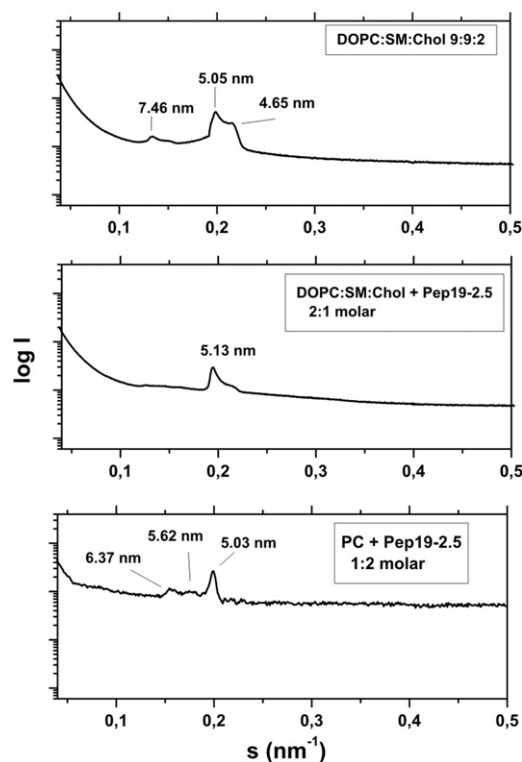 DOPC:SM:Chol 9:9:2
5.05 nm
7.46 nm
4.65 nm
0,1
0,2
0,3
0,4
0,5
DOPC:SM:Chol + Pep19-2.5
2:1 molar
5.13 nm
log I
0,1
0,2
0,3
0,4
0,5
PC + Pep19-2.5
1:2 molar
5.62 nm
5.03 nm
6.37 nm
0,1
0,2
0,3
0,4
0,5
s (nm⁻¹)